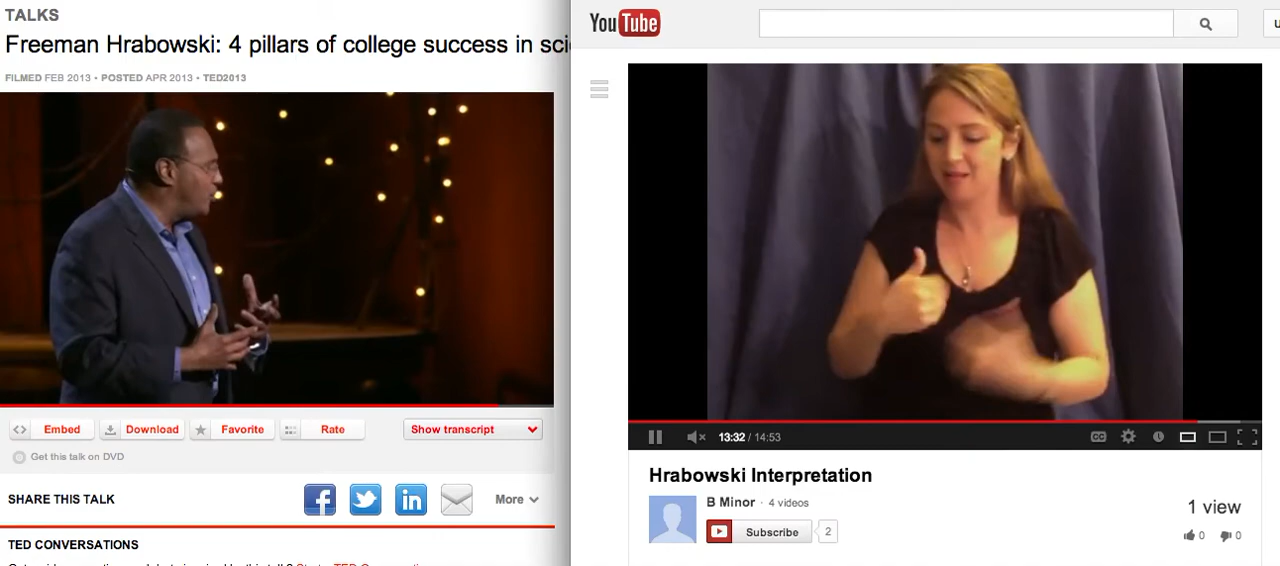 TALKS
Freeman Hrabowski: 4 pillars of college success in sci
FILMED FEB 2013 • POSTED APR 2013 • TED2013
Embed
Download
Favorite
Rate
Show transcript
Get this talk on DVD
SHARE THIS TALK
More
TED CONVERSATIONS
YouTube
CC
13:32 / 14:53
Hrabowski Interpretation
B Minor · 4 videos
Subscribe
2
1 view
0
0